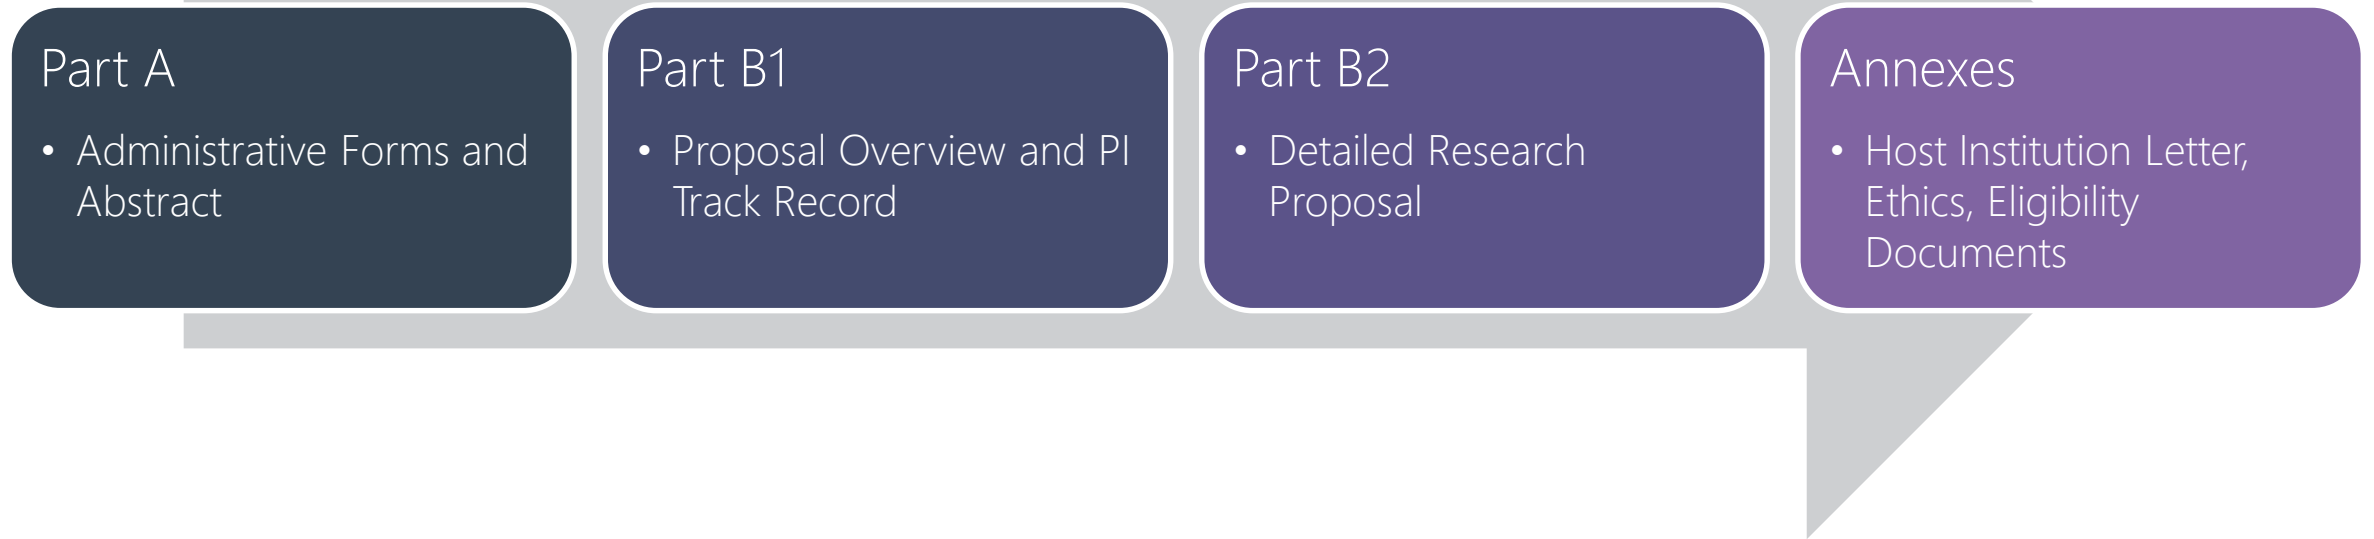 Part A
• Administrative Forms and
Abstract
Part B1
• Proposal Overview and PI
Track Record
Part B2
• Detailed Research
Proposal
Annexes
• Host Institution Letter,
Ethics, Eligibility
Documents